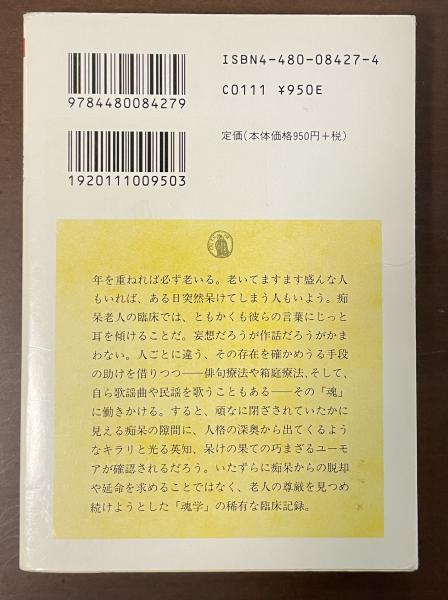 ISBN4-480-08427-4
C0111 ¥950E
9784480084279
定価(本体価格950円+税)
1920111009503
年を重ねれば必ず老いる。老いてますます盛んな人
もいれば、ある日突然呆けてしまう人もいよう。痴
呆老人の臨床では、ともかくも彼らの言葉にじっと
耳を傾けることだ。妄想だろうが作話だろうがかま
わない。人ごとに違う、その存在を確かめうる手段
の助けを借りつつ——俳句療法や箱庭療法、そして、
自ら歌謡曲や民謡を歌うこともある——その「魂」
に働きかける。すると、頑なに閉ざされていたかに
見える痴呆の隙間に、人格の深奥から出てくるよう
なキラリと光る英知、呆けの果ての巧まざるユーモ
アが確認されるだろう。いたずらに痴呆からの脱却
や延命を求めることではなく、老人の尊厳を見つめ
続けようとした「魂学」の稀有な臨床記録。